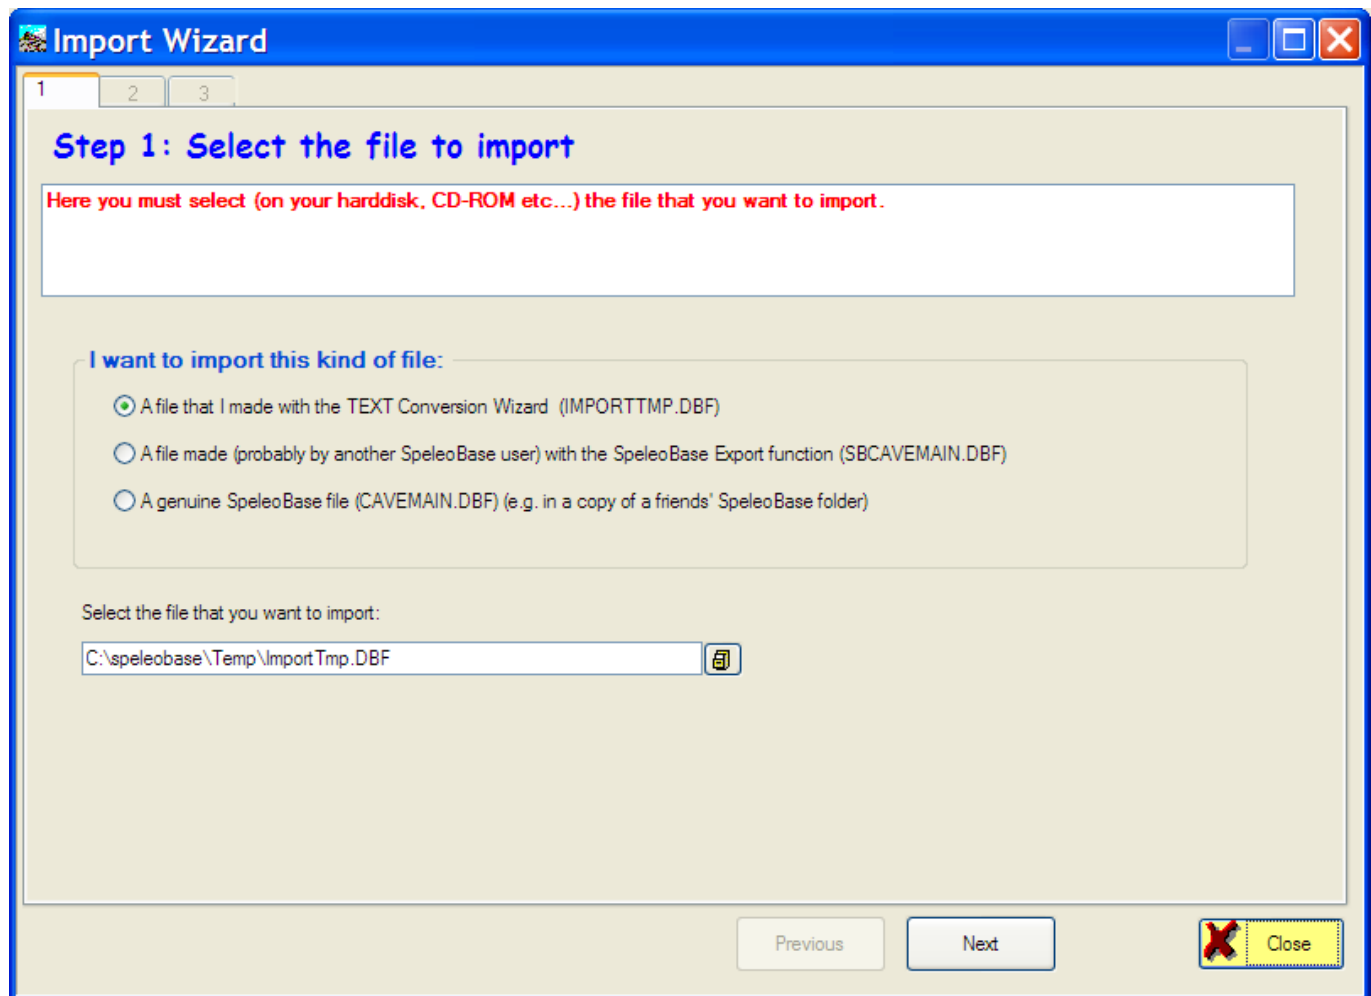 Import Wizard
1
2
3
Step 1: Select the file to import
Here you must select (on your harddisk, CD-ROM etc...) the file that you want to import.
I want to import this kind of file:
A file that I made with the TEXT Conversion Wizard (IMPORTTMP.DBF)
A file made (probably by another SpeleoBase user) with the SpeleoBase Export function (SBCAVEMAIN.DBF)
A genuine SpeleoBase file (CAVEMAIN.DBF) (e.g. in a copy of a friends' SpeleoBase folder)
Select the file that you want to import:
C:\speleobase\Temp\ImportTmp.DBF
Previous
Next
Close